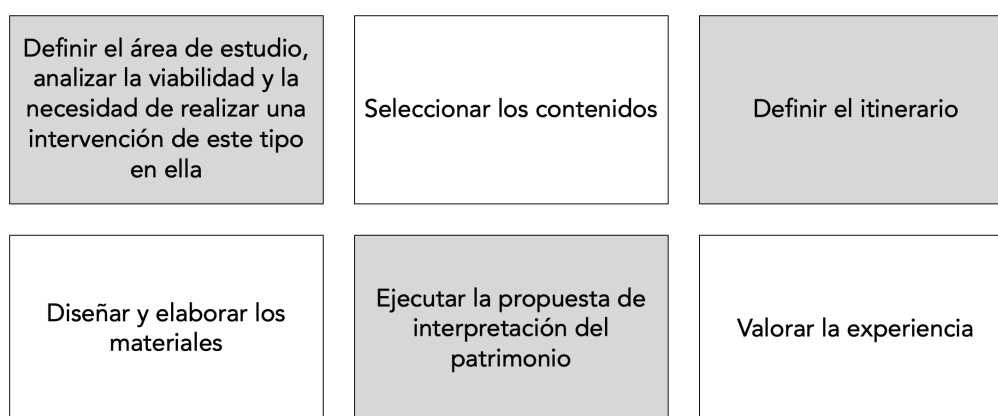 Definir el área de estudio,
analizar la viabilidad y la
necesidad de realizar una
intervención de este tipo
en ella
Seleccionar los contenidos
Definir el itinerario
Diseñar y elaborar los
materiales
Ejecutar la propuesta de
interpretación del
patrimonio
Valorar la experiencia